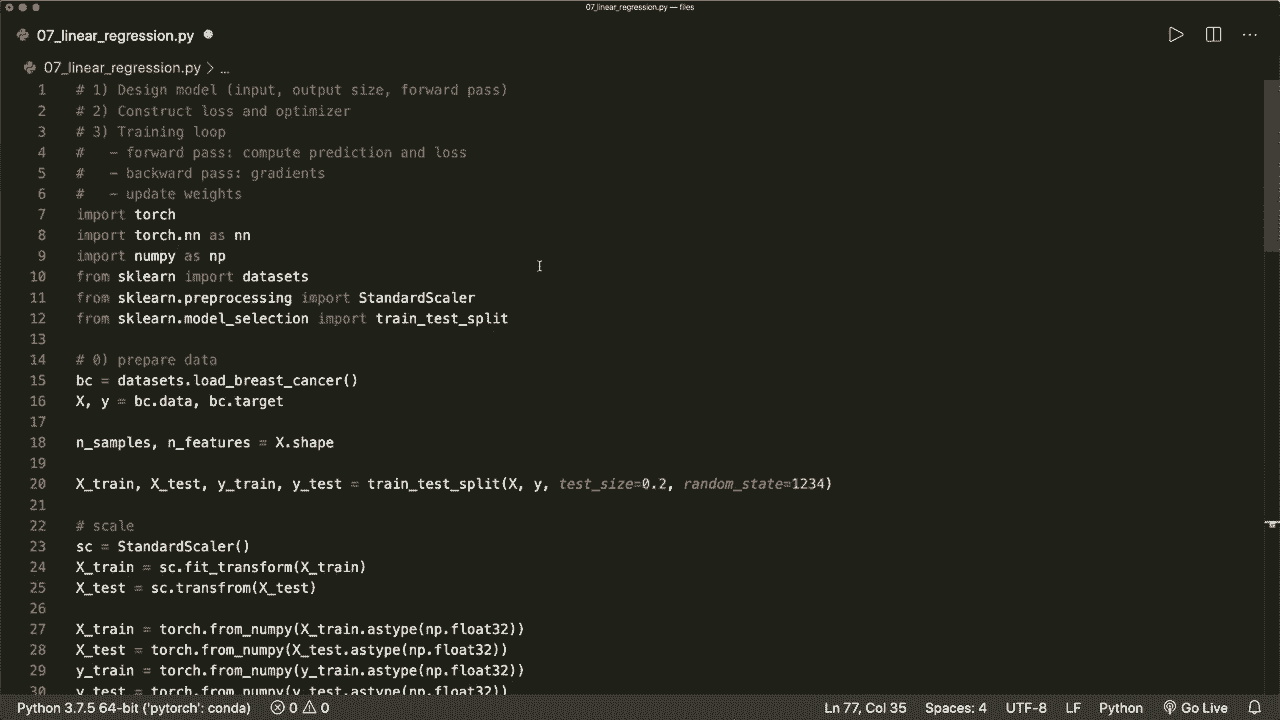 07_linear_regression.py — files
07_linear_regression.py
07_linear_regression.py > ...
1 # 1) Design model (input, output size, forward pass)
2 # 2) Construct loss and optimizer
3 # 3) Training loop
4 #   - forward pass: compute prediction and loss
5 #   - backward pass: gradients
6 #   - update weights
7 import torch
8 import torch.nn as nn
9 import numpy as np
10 from sklearn import datasets
11 from sklearn.preprocessing import StandardScaler
12 from sklearn.model_selection import train_test_split
13
14 # 0) prepare data
15 bc = datasets.load_breast_cancer()
16 X, y = bc.data, bc.target
17
18 n_samples, n_features = X.shape
19
20 X_train, X_test, y_train, y_test = train_test_split(X, y, test_size=0.2, random_state=1234)
21
22 # scale
23 sc = StandardScaler()
24 X_train = sc.fit_transform(X_train)
25 X_test = sc.transfrom(X_test)
26
27 X_train = torch.from_numpy(X_train.astype(np.float32))
28 X_test = torch.from_numpy(X_test.astype(np.float32))
29 y_train = torch.from_numpy(y_train.astype(np.float32))
30 y_test = torch.from_numpy(y_test.astype(np.float32))
Python 3.7.5 64-bit ('pytorch': conda) 0 0 Ln 77, Col 35 Spaces: 4 UTF-8 LF Python Go Live